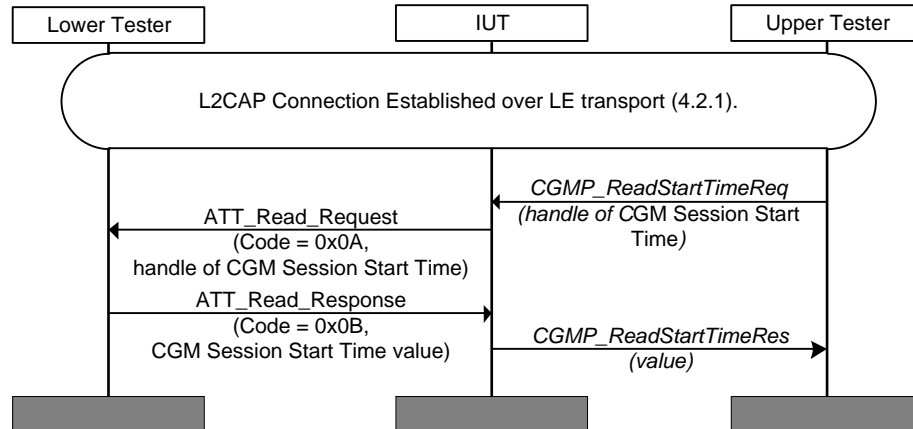 Lower Tester
IUT
Upper Tester
L2CAP Connection Established over LE transport (4.2.1).
CGMP_ReadStartTimeReq
(handle of CGM Session Start
Time)
ATT_Read_Request
(Code = 0x0A,
handle of CGM Session Start Time)
ATT_Read_Response
(Code = 0x0B,
CGM Session Start Time value)
CGMP_ReadStartTimeRes
(value)